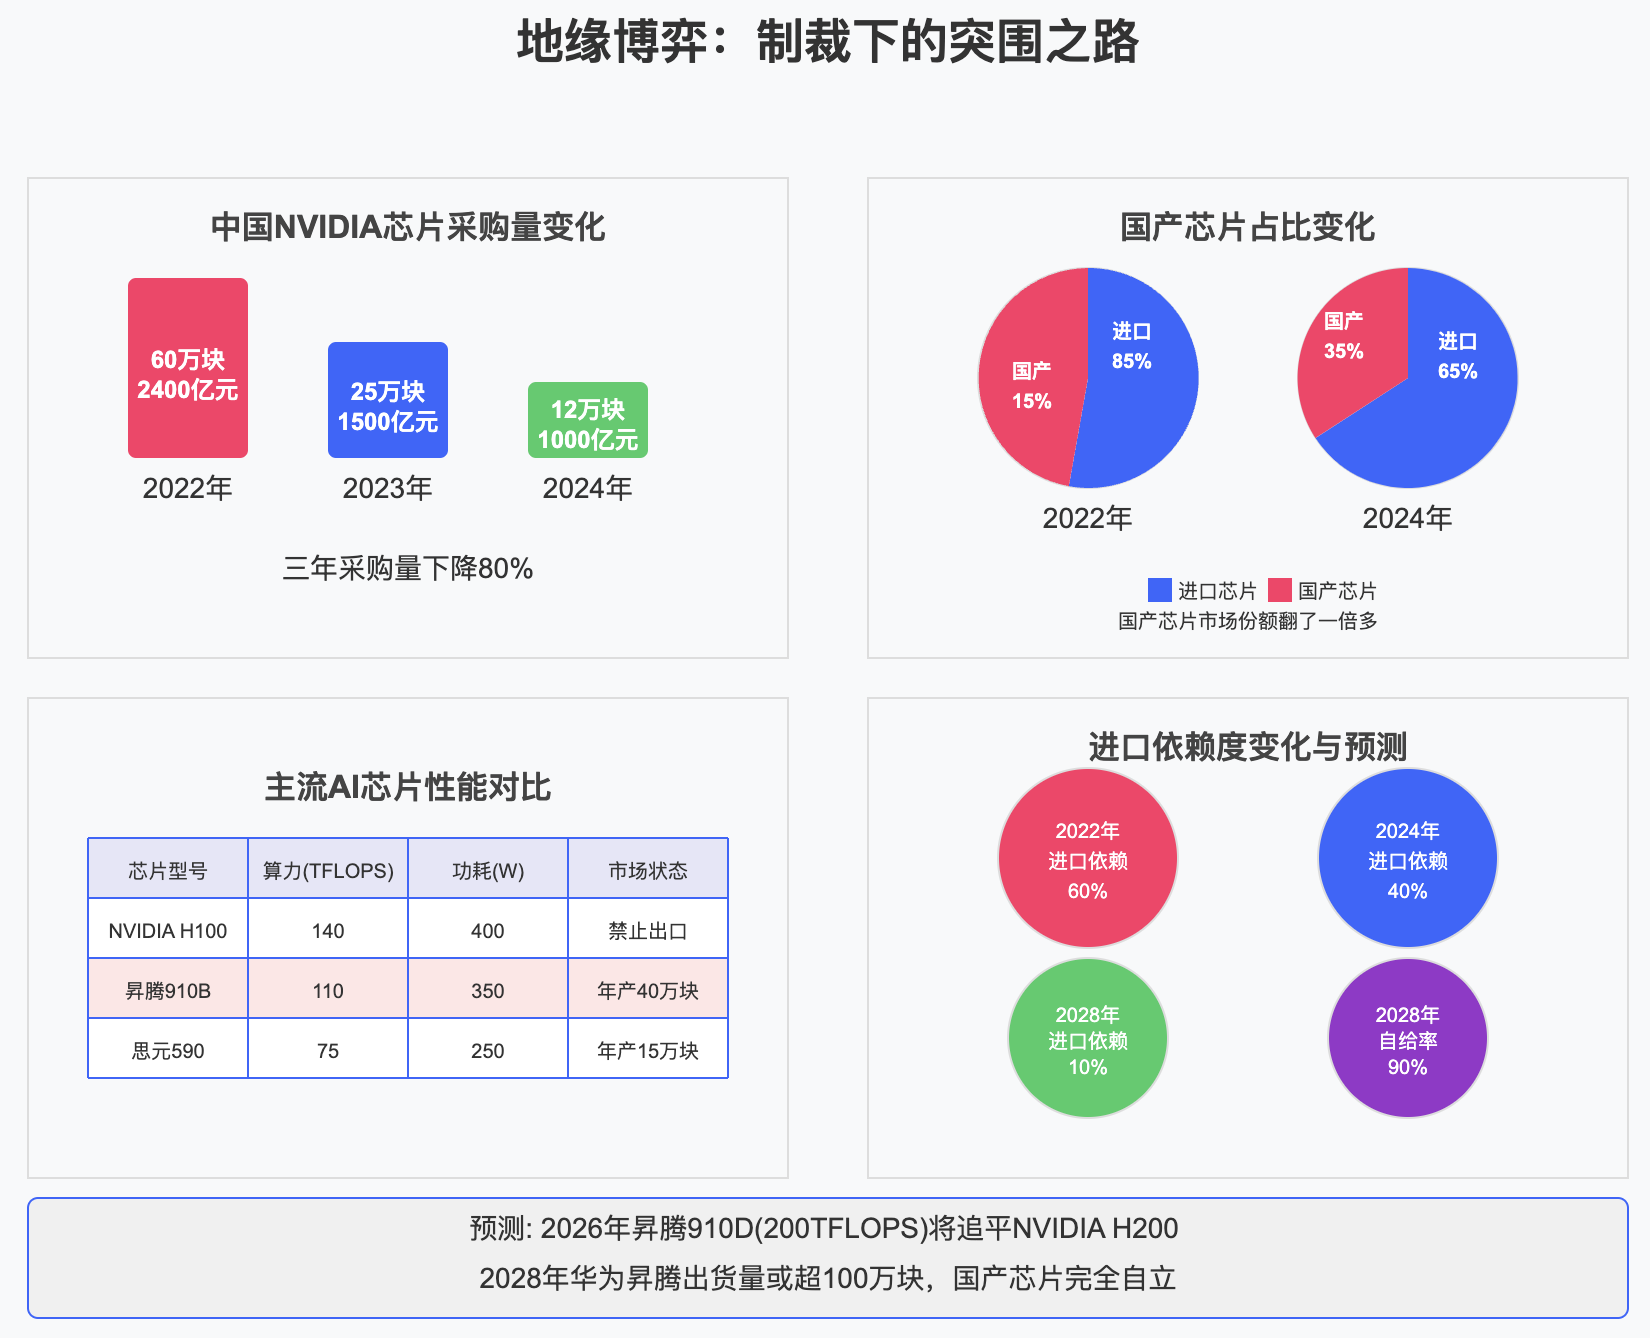 地缘博弈：制裁下的突围之路
中国NVIDIA芯片采购量变化
60万块
2400亿元
25万块
1500亿元
12万块
1000亿元
2022年
2023年
2024年
三年采购量下降80%
国产芯片占比变化
进口
85%
国产
15%
2022年
国产
35%
进口
65%
2024年
进口芯片
国产芯片
国产芯片市场份额翻了一倍多
主流AI芯片性能对比
芯片型号 算力(TFLOPS) 功耗(W) 市场状态
NVIDIA H100 140 400 禁止出口
昇腾910B 110 350 年产40万块
思元590 75 250 年产15万块
进口依赖度变化与预测
2022年
进口依赖
60%
2024年
进口依赖
40%
2028年
进口依赖
10%
2028年
自给率
90%
预测: 2026年昇腾910D(200TFLOPS)将追平NVIDIA H200
2028年华为昇腾出货量或超100万块，国产芯片完全自立